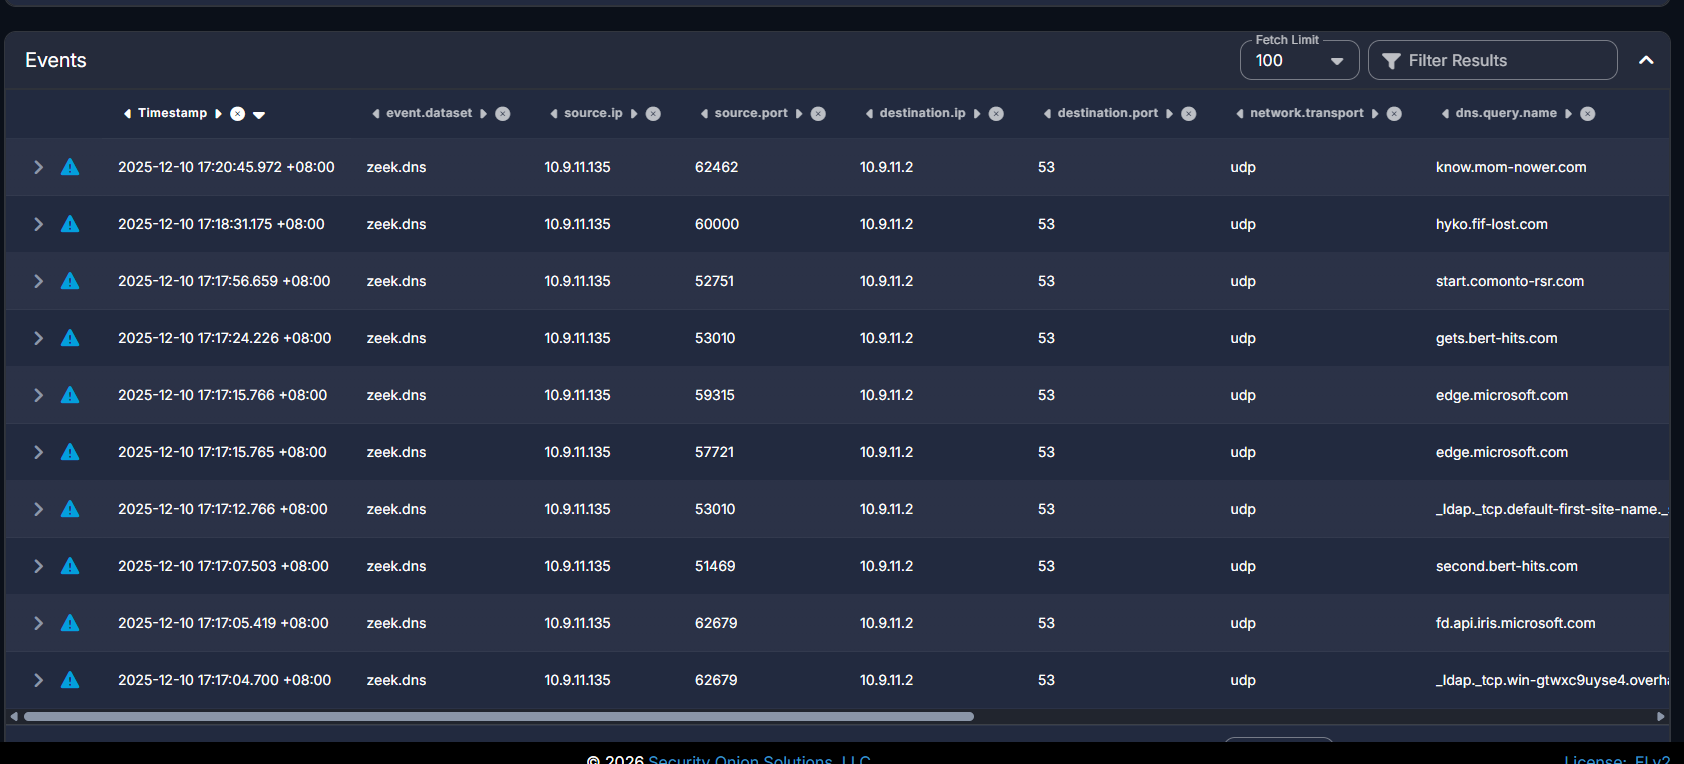 Events
Fetch Limit
100
Filter Results
Timestamp event.dataset source.ip source.port destination.ip destination.port network.transport dns.query.name
2025-12-10 17:20:45.972 +08:00 zeek.dns 10.9.11.135 62462 10.9.11.2 53 udp know.mom-nower.com
2025-12-10 17:18:31.175 +08:00 zeek.dns 10.9.11.135 60000 10.9.11.2 53 udp hyko.fif-lost.com
2025-12-10 17:17:56.659 +08:00 zeek.dns 10.9.11.135 52751 10.9.11.2 53 udp start.comonto-rsr.com
2025-12-10 17:17:24.226 +08:00 zeek.dns 10.9.11.135 53010 10.9.11.2 53 udp gets.bert-hits.com
2025-12-10 17:17:15.766 +08:00 zeek.dns 10.9.11.135 59315 10.9.11.2 53 udp edge.microsoft.com
2025-12-10 17:17:15.765 +08:00 zeek.dns 10.9.11.135 57721 10.9.11.2 53 udp edge.microsoft.com
2025-12-10 17:17:12.766 +08:00 zeek.dns 10.9.11.135 53010 10.9.11.2 53 udp _ldap._tcp.default-first-site-name._
2025-12-10 17:17:07.503 +08:00 zeek.dns 10.9.11.135 51469 10.9.11.2 53 udp second.bert-hits.com
2025-12-10 17:17:05.419 +08:00 zeek.dns 10.9.11.135 62679 10.9.11.2 53 udp fd.api.iris.microsoft.com
2025-12-10 17:17:04.700 +08:00 zeek.dns 10.9.11.135 62679 10.9.11.2 53 udp _ldap._tcp.win-gtwxc9uyse4.overha
© 2026 Security Onion Solutions, LLC
License: ELv2